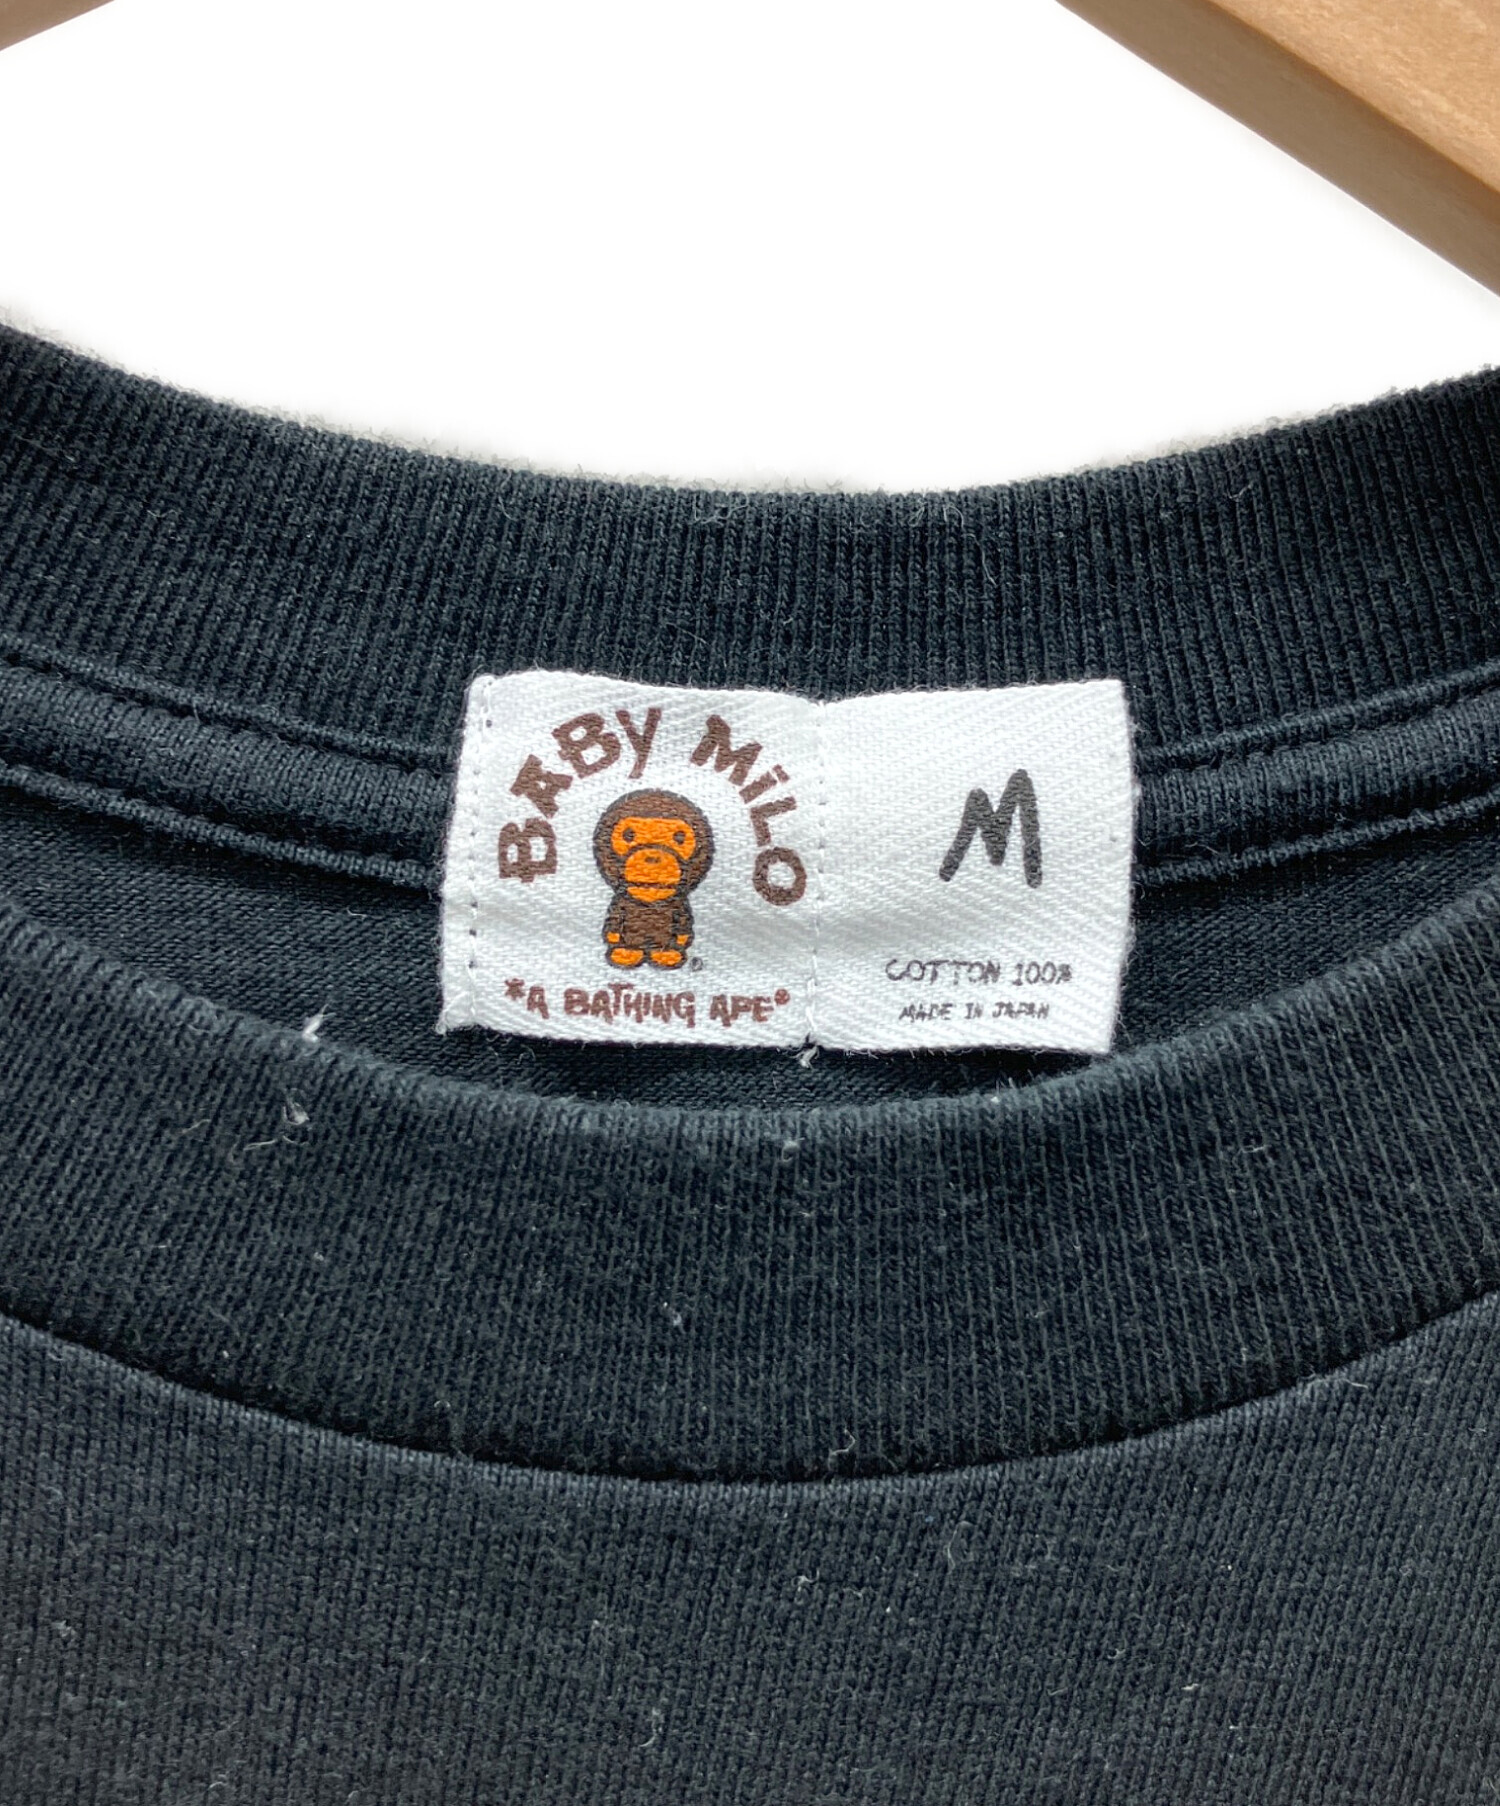 BABY MiLO
®
*A BATHING APE®
M
COTTON 100%
MADE IN JAPAN